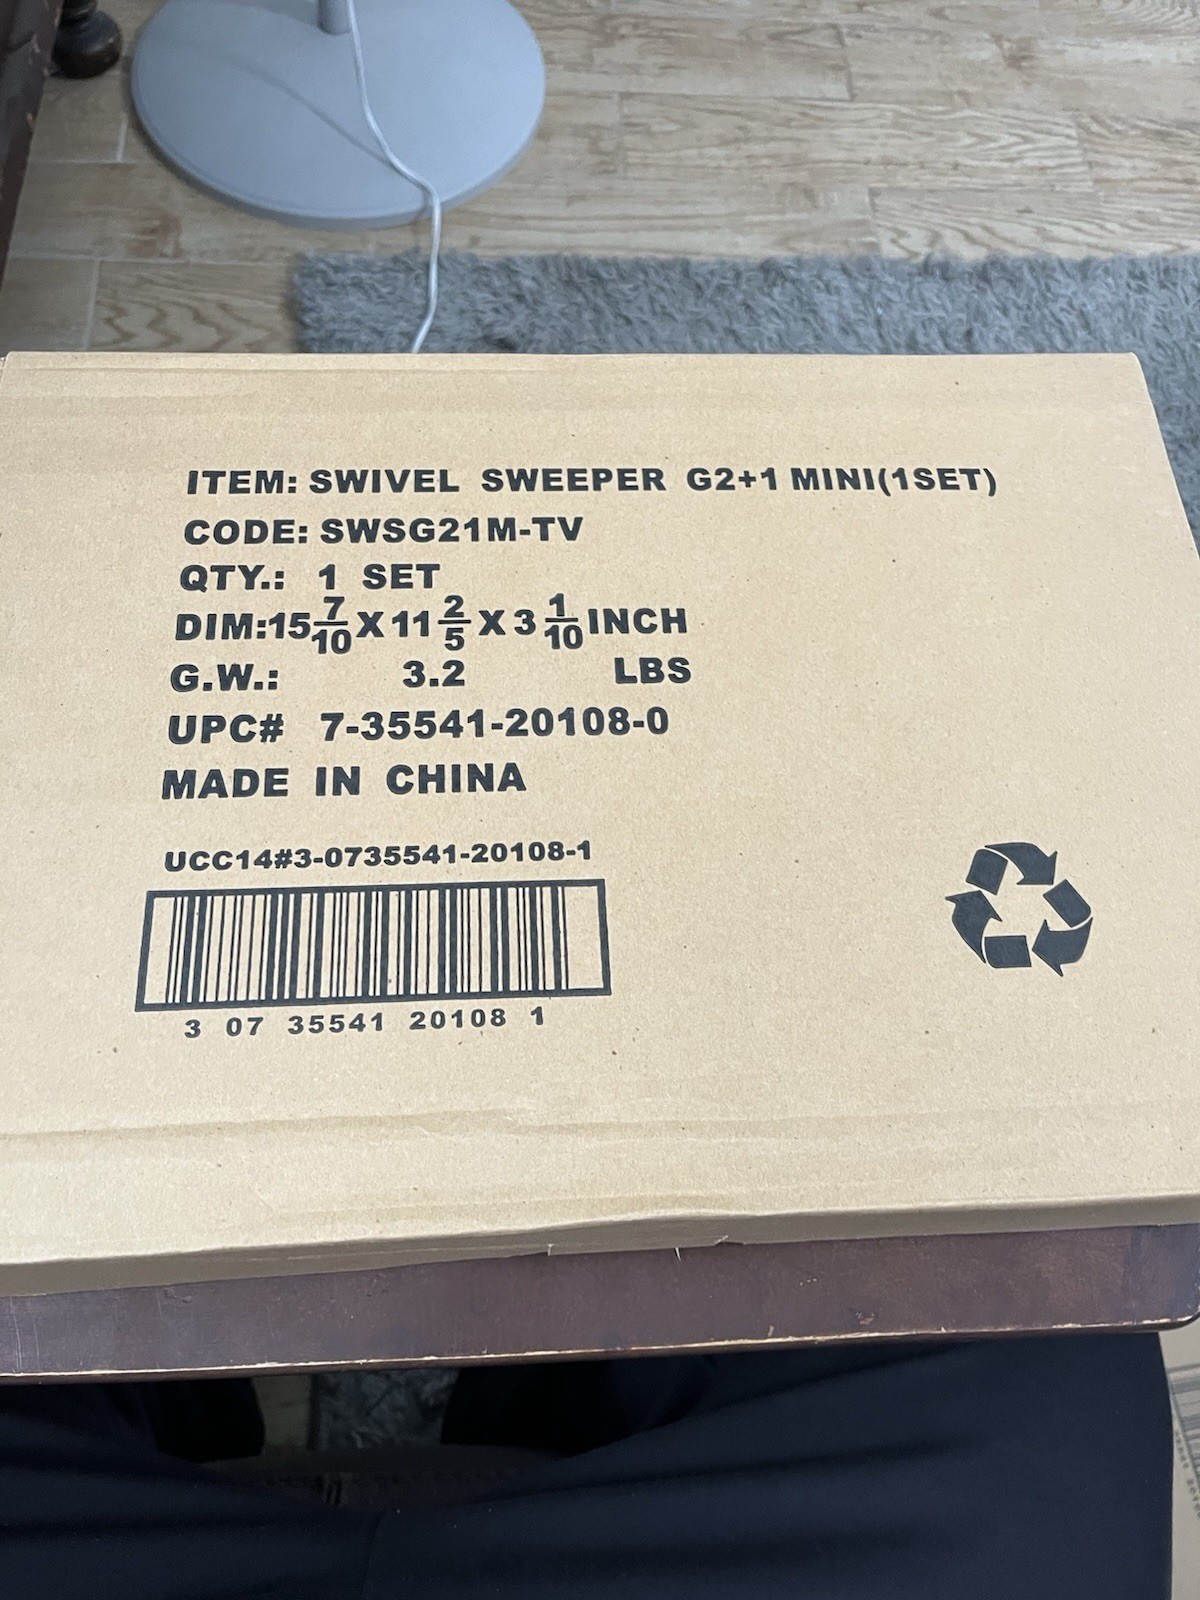 ITEM: SWIVEL SWEEPER G2+1 MINI(1SET)
CODE: SWSG21M-TV
QTY.: 1 SET
DIM:15 7/10 X 11 2/5 X 3 1/10 INCH
G.W.: 3.2 LBS
UPC# 7-35541-20108-0
MADE IN CHINA
UCC14#3-0735541-20108-1
3 07 35541 20108 1